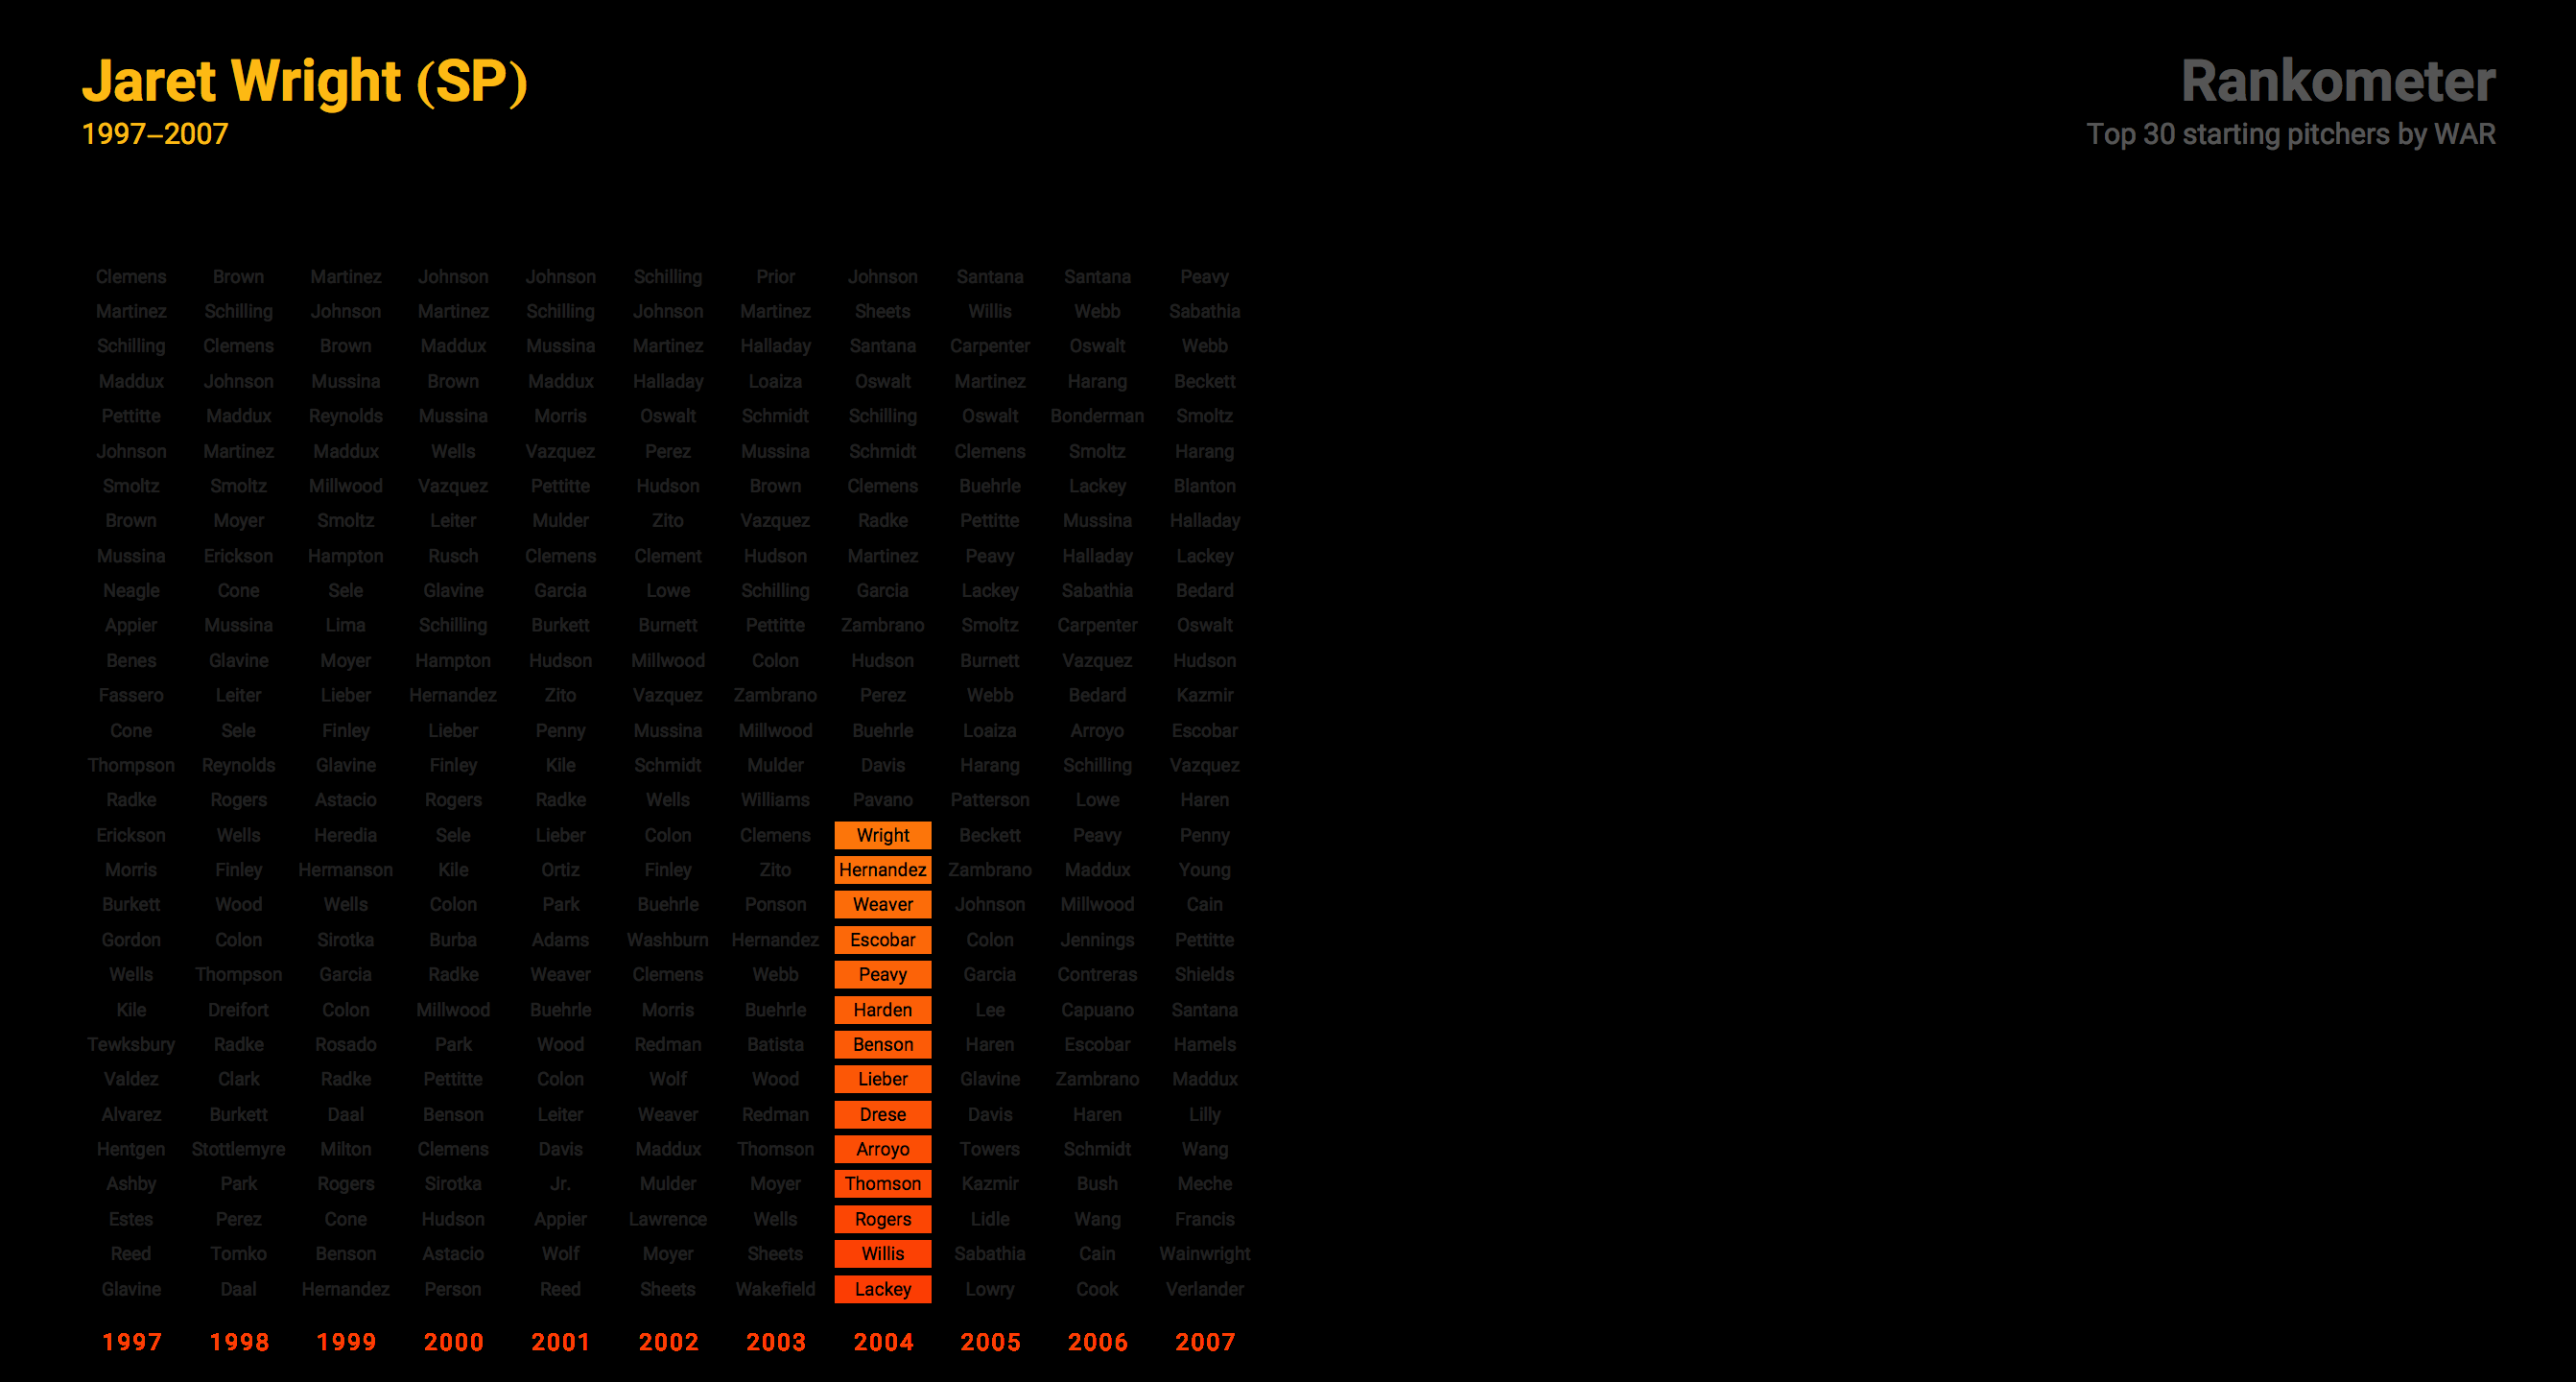 Jaret Wright (SP)
1997–2007
Rankometer
Top 30 starting pitchers by WAR
Clemens Brown Martinez Johnson Johnson Schilling Prior Johnson Santana Santana Peavy
Martinez Schilling Johnson Martinez Schilling Johnson Martinez Sheets Willis Webb Sabathia
Schilling Clemens Brown Maddux Mussina Martinez Halladay Santana Carpenter Oswalt Webb
Maddux Johnson Mussina Brown Maddux Halladay Loaiza Oswalt Martinez Harang Beckett
Pettitte Maddux Reynolds Mussina Morris Oswalt Schmidt Schilling Oswalt Bonderman Smoltz
Johnson Martinez Maddux Wells Vazquez Perez Mussina Schmidt Clemens Smoltz Harang
Smoltz Smoltz Millwood Vazquez Pettitte Hudson Brown Clemens Buehrle Lackey Blanton
Brown Moyer Smoltz Leiter Mulder Zito Vazquez Radke Pettitte Mussina Halladay
Mussina Erickson Hampton Rusch Clemens Clement Hudson Martinez Peavy Halladay Lackey
Neagle Cone Sele Glavine Garcia Lowe Schilling Garcia Lackey Sabathia Bedard
Appier Mussina Lima Schilling Burkett Burnett Pettitte Zambrano Smoltz Carpenter Oswalt
Benes Glavine Moyer Hampton Hudson Millwood Colon Hudson Burnett Vazquez Hudson
Fassero Leiter Lieber Hernandez Zito Vazquez Zambrano Perez Webb Bedard Kazmir
Cone Sele Finley Lieber Penny Mussina Millwood Buehrle Loaiza Arroyo Escobar
Thompson Reynolds Glavine Finley Kile Schmidt Mulder Davis Harang Schilling Vazquez
Radke Rogers Astacio Rogers Radke Wells Williams Pavano Patterson Lowe Haren
Erickson Wells Heredia Sele Lieber Colon Clemens Wright Beckett Peavy Penny
Morris Finley Hermanson Kile Ortiz Finley Zito Hernandez Zambrano Maddux Young
Burkett Wood Wells Colon Park Buehrle Ponson Weaver Johnson Millwood Cain
Gordon Colon Sirotka Burba Adams Washburn Hernandez Escobar Colon Jennings Pettitte
Wells Thompson Garcia Radke Weaver Clemens Webb Peavy Garcia Contreras Shields
Kile Dreifort Colon Millwood Buehrle Morris Buehrle Harden Lee Capuano Santana
Tewksbury Radke Rosado Park Wood Redman Batista Benson Haren Escobar Hamels
Valdez Clark Radke Pettitte Colon Wolf Wood Lieber Glavine Zambrano Maddux
Alvarez Burkett Daal Benson Leiter Weaver Redman Drese Davis Haren Lilly
Hentgen Stottlemyre Milton Clemens Davis Maddux Thomson Arroyo Towers Schmidt Wang
Ashby Park Rogers Sirotka Jr. Mulder Moyer Thomson Kazmir Bush Meche
Estes Perez Cone Hudson Appier Lawrence Wells Rogers Lidle Wang Francis
Reed Tomko Benson Astacio Wolf Moyer Sheets Willis Sabathia Cain Wainwright
Glavine Daal Hernandez Person Reed Sheets Wakefield Lackey Lowry Cook Verlander
1997 1998 1999 2000 2001 2002 2003 2004 2005 2006 2007